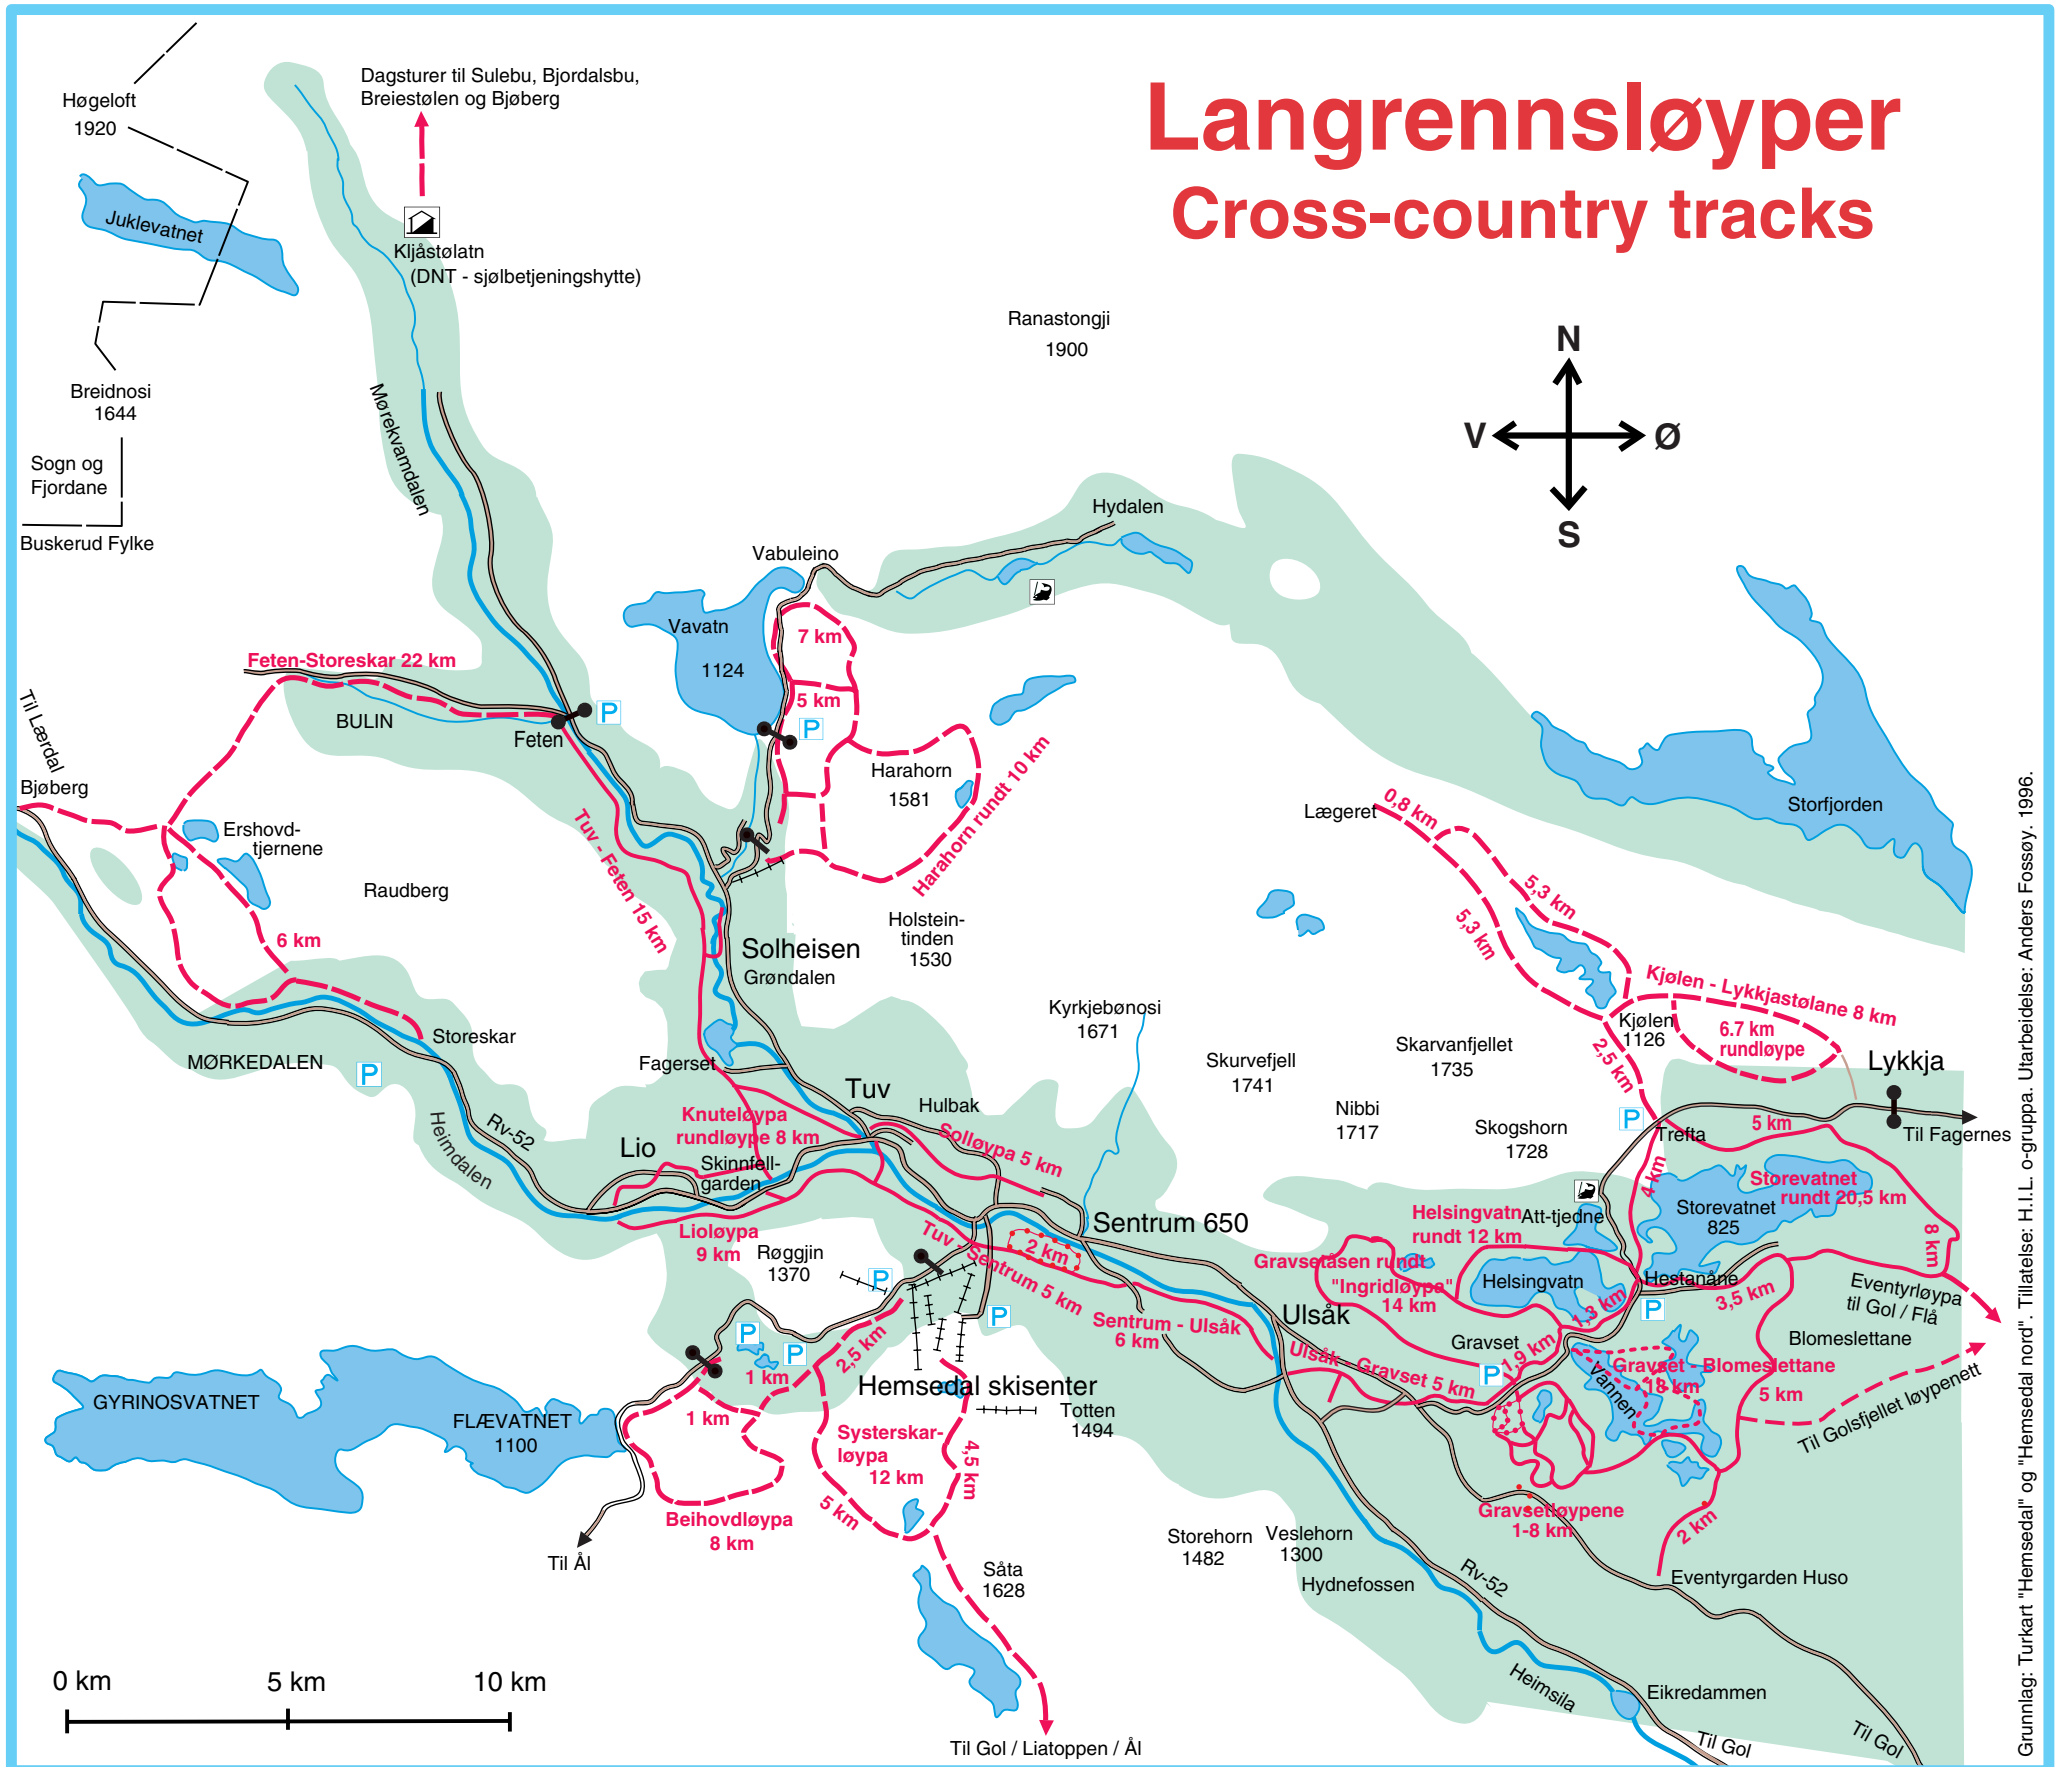 Langrennsløyper
Cross-country tracks
Høgeloft
1920
Dagsturer til Sulebu, Bjordalsbu,
Breiestølen og Bjøberg
Juklevatnet
Kljåstølatn
(DNT - sjølbetjeningshytte)
Ranastongji
1900
N
V
Ø
S
Breidnosi
1644
Mørekvamdalen
Sogn og
Fjordane
Buskerud Fylke
Hydalen
Vabuleino
Vavatn
1124
7 km
5 km
P
Feten-Storeskar 22 km
BULIN
Feten
P
Til Lærdal
Bjøberg
Harahorn
1581
Harahorn rundt 10 km
Storfjorden
Lægeret
0,8 km
5,3 km
5,3 km
Ershovd-
tjernene
Raudberg
6 km
Tuv - Feten 15 km
Holstein-
tinden
1530
Solheisen
Grøndalen
Kjølen - Lykkjastølane 8 km
Kjølen
1126
6.7 km
rundløype
2,5 km
Lykkja
Kyrkjebønosi
1671
Skurvefjell
1741
Skarvanfjellet
1735
Nibbi
1717
Skogshorn
1728
Storeskar
MØRKEDALEN
P
Fagerset
Tuv
Hulbak
Knuteløypa
rundløype 8 km
Solløypa 5 km
P
Trefta
5 km
Til Fagernes
Heimdalen
Rv-52
Lio
Skinnfell-
garden
4 km
Storevatnet
rundt 20,5 km
Storevatnet
825
8 km
Lioløypa
9 km
Røggjin
1370
P
Tuv - Sentrum 5 km
2 km
Sentrum 650
Helsingvatn
rundt 12 km
Att-tjedne
Gravsetåsen rundt
"Ingridløypa"
14 km
Helsingvatn
Hestanåne
P
1,3 km
3,5 km
Eventyrløypa
til Gol / Flå
Sentrum - Ulsåk
6 km
Ulsåk
Gravset
1,9 km
P
Ulsåk - Gravset 5 km
Blomeslettane
Gravset - Blomeslettane
18 km
Vannen
5 km
Til Golsfjellet løypenett
P
P
P
2,5 km
1 km
1 km
Hemsedal skisenter
Totten
1494
GYRINOSVATNET
FLÆVATNET
1100
Systerskar-
løypa
12 km
4,5 km
5 km
Beihovdløypa
8 km
Til Ål
Gravsetløypene
1-8 km
2 km
Storehorn
1482
Veslehorn
1300
Hydnefossen
Såta
1628
Rv-52
Eventyrgarden Huso
Heimsila
Eikredammen
Til Gol
Til Gol
0 km
5 km
10 km
Til Gol / Liatoppen / Ål
Grunnlag: Turkart "Hemsedal" og "Hemsedal nord". Tillatelse: H.I.L. o-gruppa. Utarbeidelse: Anders Fossøy. 1996.